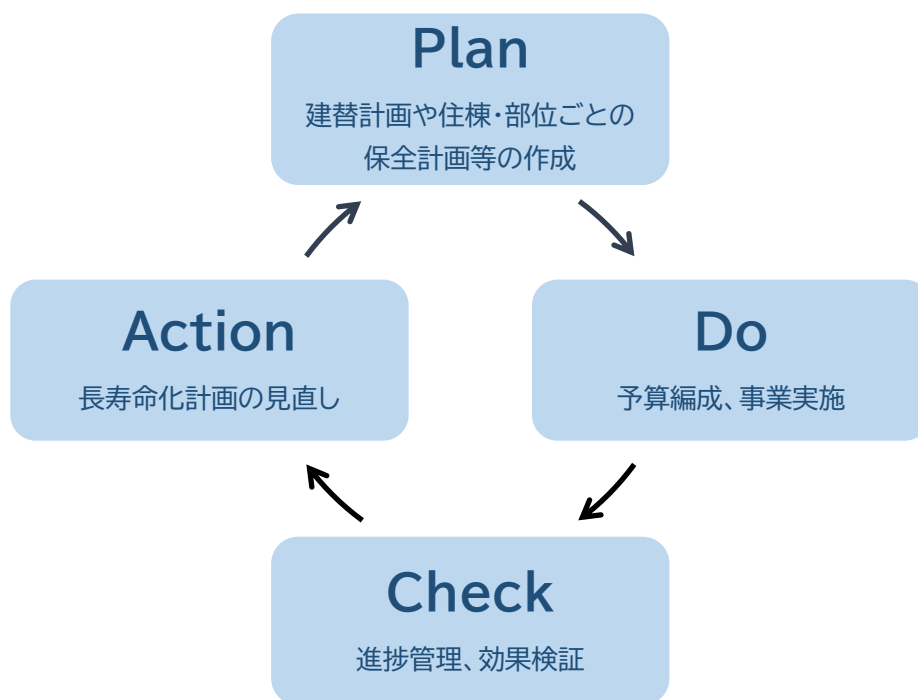 Plan
建替計画や住棟・部位ごとの
保全計画等の作成
Action
長寿命化計画の見直し
Do
予算編成、事業実施
Check
進捗管理、効果検証